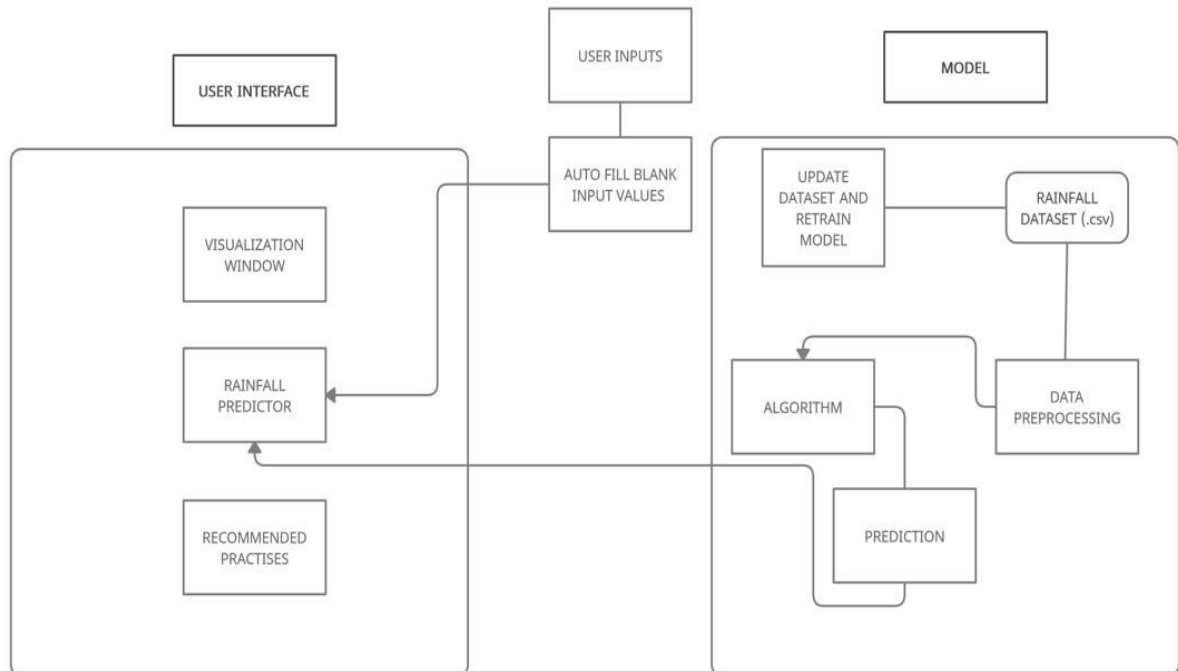 USER INPUTS
USER INTERFACE
MODEL
AUTO FILL BLANK
INPUT VALUES
VISUALIZATION
WINDOW
RAINFALL
PREDICTOR
RECOMMENDED
PRACTISES
UPDATE
DATASET AND
RETRAIN
MODEL
RAINFALL
DATASET (.csv)
ALGORITHM
DATA
PREPROCESSING
PREDICTION